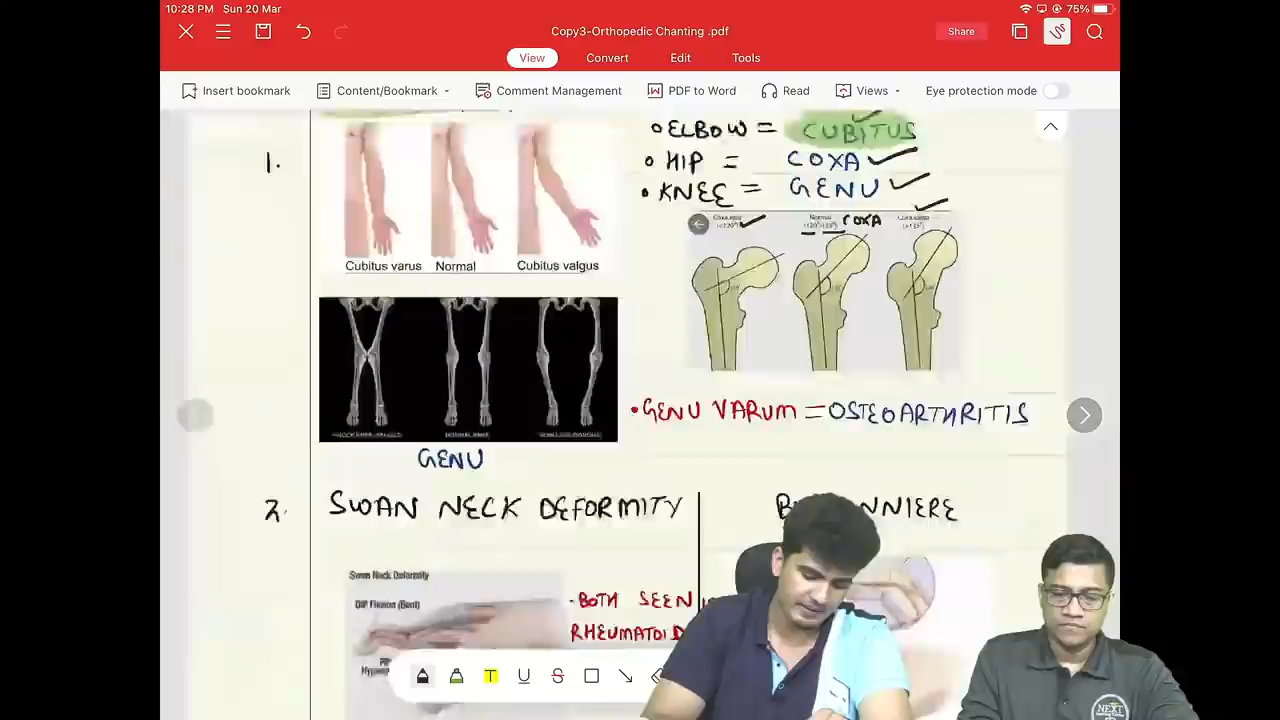 10:28 PM Sun 20 Mar
75%
Copy3-Orthopedic Chanting .pdf
Share
View Convert Edit Tools
Insert bookmark Content/Bookmark Comment Management PDF to Word Read Views Eye protection mode
1.
Cubitus varus Normal Cubitus valgus
• ELBOW = CUBITUS
• HIP = COXA
• KNEE = GENU
Normal COXA
• GENU VARUM = OSTEOARTHRITIS
GENU
2.
SWAN NECK DEFORMITY
NNIERE
Swan Neck Deformity
DIP Flexion (Bent)
- BOTH SEEN
RHEUMATOID
T U S
NEXT